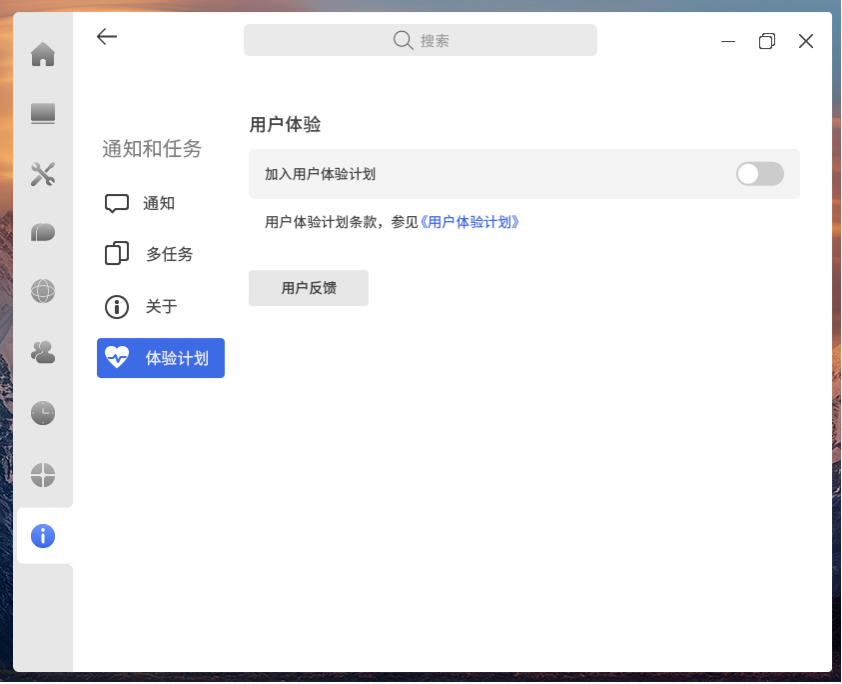 搜索
通知和任务
通知
多任务
关于
体验计划
用户体验
加入用户体验计划
用户体验计划条款，参见《用户体验计划》
用户反馈